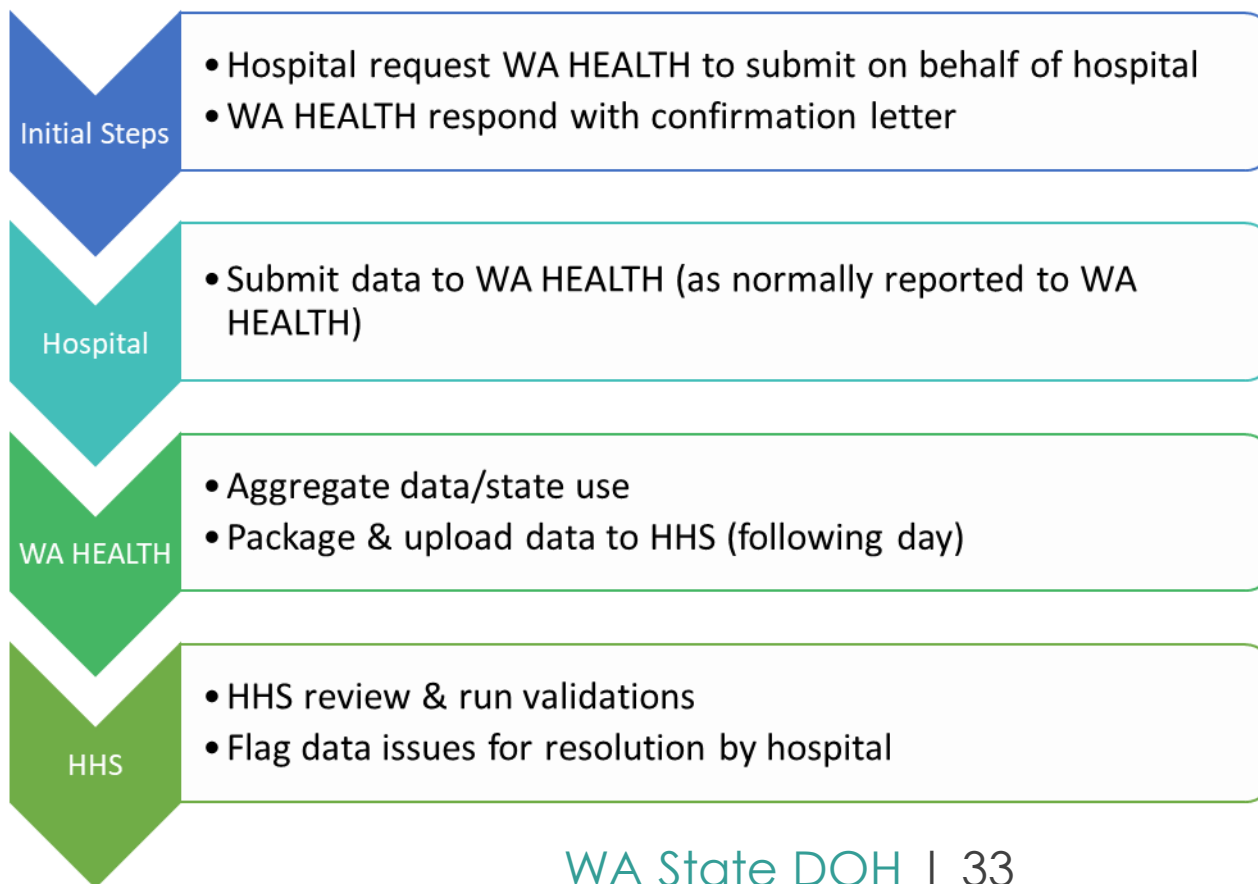 Initial Steps
• Hospital request WA HEALTH to submit on behalf of hospital
• WA HEALTH respond with confirmation letter
Hospital
• Submit data to WA HEALTH (as normally reported to WA
HEALTH)
WA HEALTH
• Aggregate data/state use
• Package & upload data to HHS (following day)
HHS
• HHS review & run validations
• Flag data issues for resolution by hospital
WA State DOH | 33